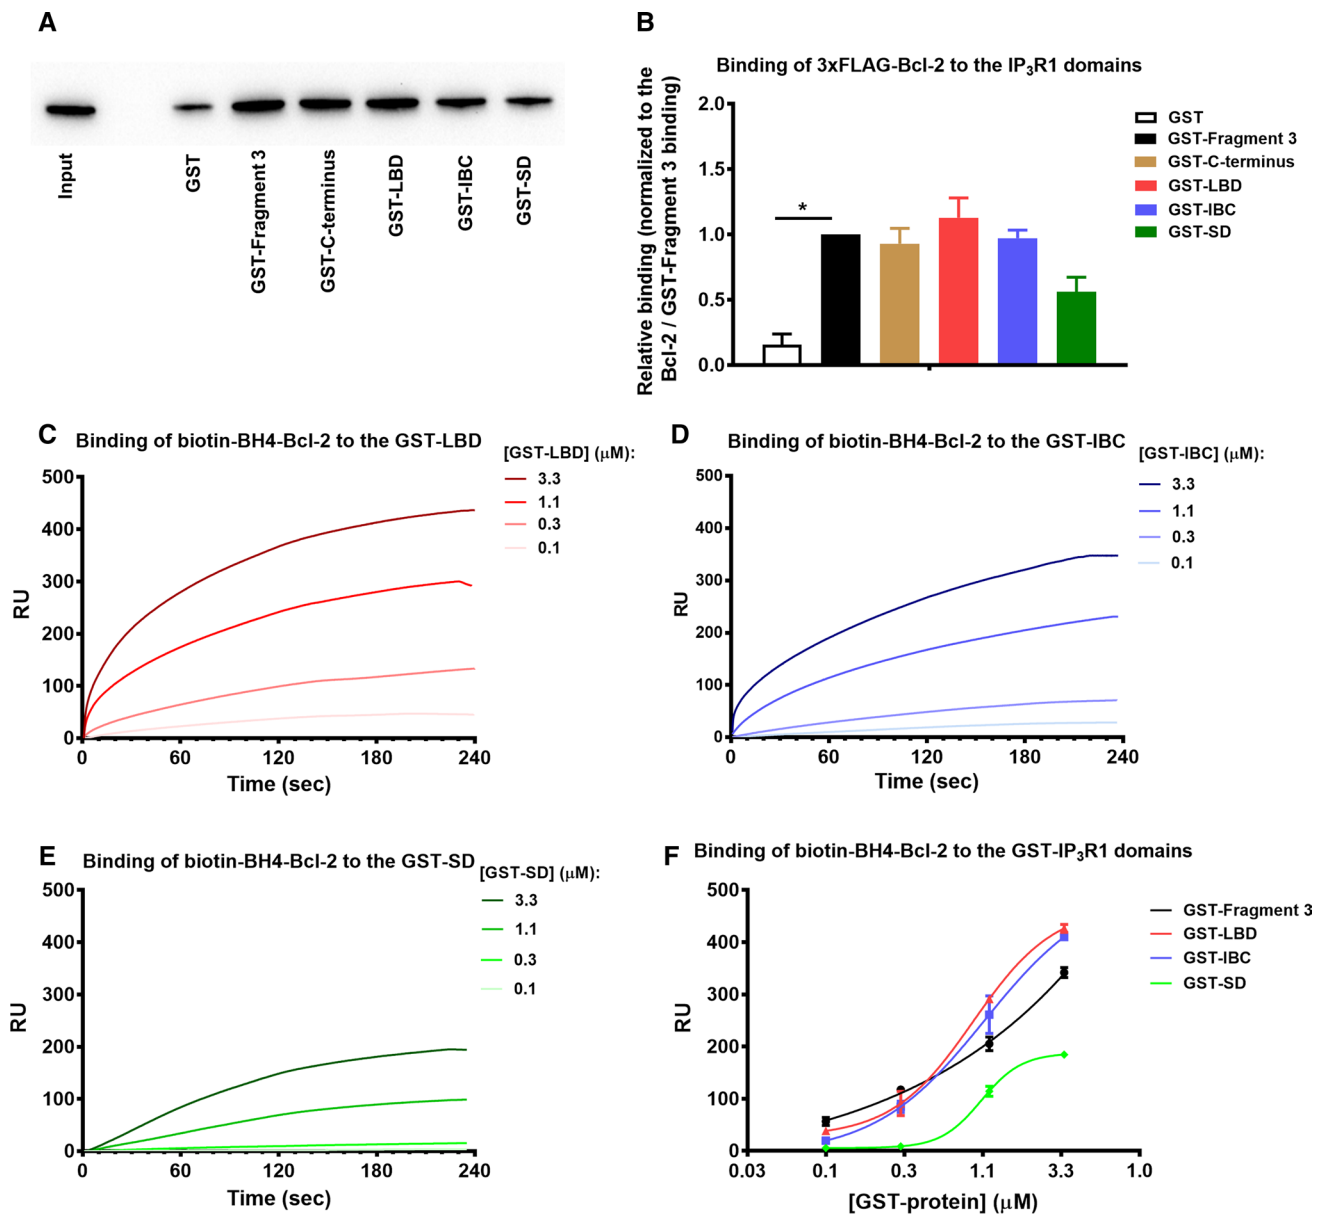 A
Input
GST
GST-Fragment 3
GST-C-terminus
GST-LBD
GST-IBC
GST-SD
B
Binding of 3xFLAG-Bcl-2 to the IP₃R1 domains
Relative binding (normalized to the
Bcl-2 / GST-Fragment 3 binding)
2.0
1.5
1.0
0.5
0.0
*
GST
GST-Fragment 3
GST-C-terminus
GST-LBD
GST-IBC
GST-SD
C
Binding of biotin-BH4-Bcl-2 to the GST-LBD
[GST-LBD] (μM):
3.3
1.1
0.3
0.1
RU
500
400
300
200
100
0
0 60 120 180 240
Time (sec)
D
Binding of biotin-BH4-Bcl-2 to the GST-IBC
[GST-IBC] (μM):
3.3
1.1
0.3
0.1
RU
500
400
300
200
100
0
0 60 120 180 240
Time (sec)
E
Binding of biotin-BH4-Bcl-2 to the GST-SD
[GST-SD] (μM):
3.3
1.1
0.3
0.1
RU
500
400
300
200
100
0
0 60 120 180 240
Time (sec)
F
Binding of biotin-BH4-Bcl-2 to the GST-IP₃R1 domains
GST-Fragment 3
GST-LBD
GST-IBC
GST-SD
RU
500
400
300
200
100
0
0.03 0.1 0.3 1.1 3.3 1.0
[GST-protein] (μM)